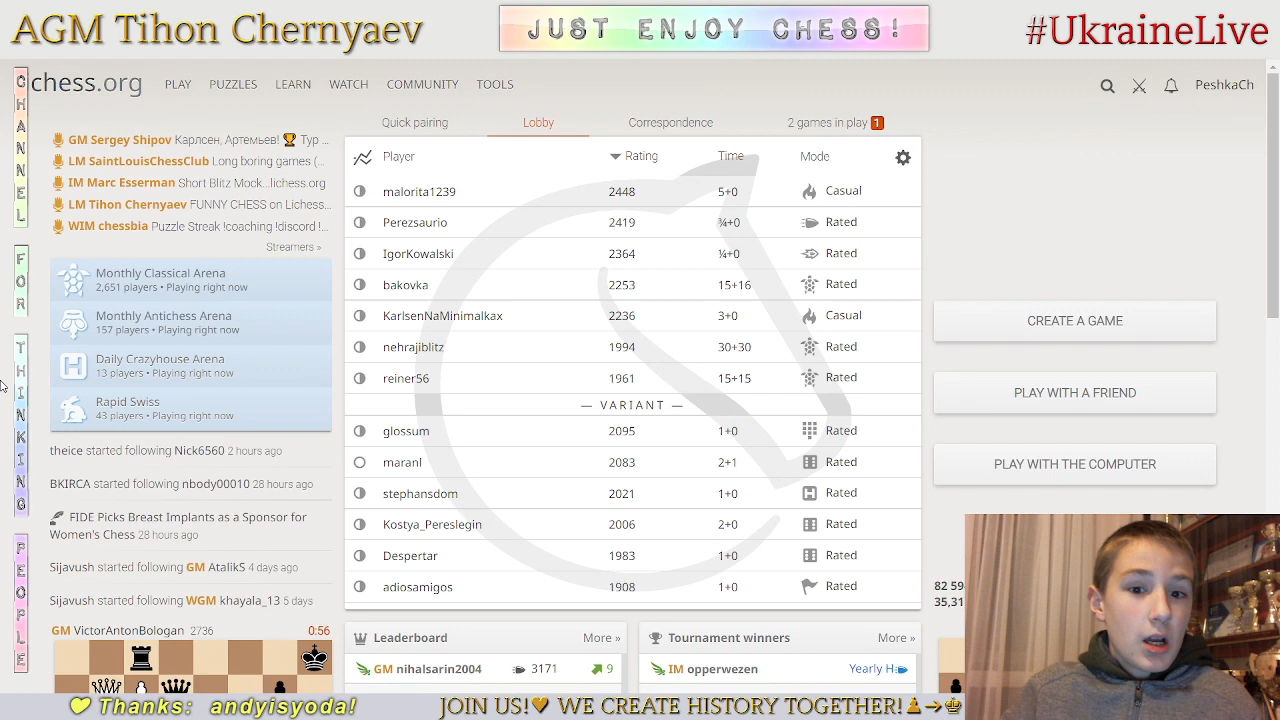 AGM Tihon Chernyaev
JUST ENJOY CHESS!
#UkraineLive
CHANNEL
FOR
THINKING
PEOPLE
chess.org
PLAY PUZZLES LEARN WATCH COMMUNITY TOOLS
PeshkaCh
GM Sergey Shipov Карлсен, Артемьев! 🏆 Тур ...
LM SaintLouisChessClub Long boring games (...
IM Marc Esserman Short Blitz Mock...lichess.org
LM Tihon Chernyaev FUNNY CHESS on Lichess...
WIM chessbia Puzzle Streak !coaching !discord !...
Streamers »
Monthly Classical Arena
2,651 players • Playing right now
Monthly Antichess Arena
157 players • Playing right now
Daily Crazyhouse Arena
13 players • Playing right now
Rapid Swiss
43 players • Playing right now
theice started following Nick6560 2 hours ago
BKIRCA started following nbody00010 28 hours ago
FIDE Picks Breast Implants as a Sponsor for
Women's Chess 28 hours ago
Sijavush started following GM AtalikS 4 days ago
Sijavush started following WGM khayala_13 5 days
GM VictorAntonBologan 2736 0:56
Quick pairing Lobby Correspondence 2 games in play 1
Player Rating Time Mode
malorita1239 2448 5+0 Casual
Perezsaurio 2419 ¾+0 Rated
IgorKowalski 2364 ¼+0 Rated
bakovka 2253 15+16 Rated
KarlsenNaMinimalkax 2236 3+0 Casual
nehrajiblitz 1994 30+30 Rated
reiner56 1961 15+15 Rated
— VARIANT —
glossum 2095 1+0 Rated
maranl 2083 2+1 Rated
stephansdom 2021 1+0 Rated
Kostya_Pereslegin 2006 2+0 Rated
Despertar 1983 1+0 Rated
adiosamigos 1908 1+0 Rated
CREATE A GAME
PLAY WITH A FRIEND
PLAY WITH THE COMPUTER
82 59
35,31
Leaderboard More »
GM nihalsarin2004 3171 9
Tournament winners More »
IM opperwezen Yearly H
Thanks: andyisyoda!
JOIN US!♥ WE CREATE HISTORY TOGETHER!♟→♚